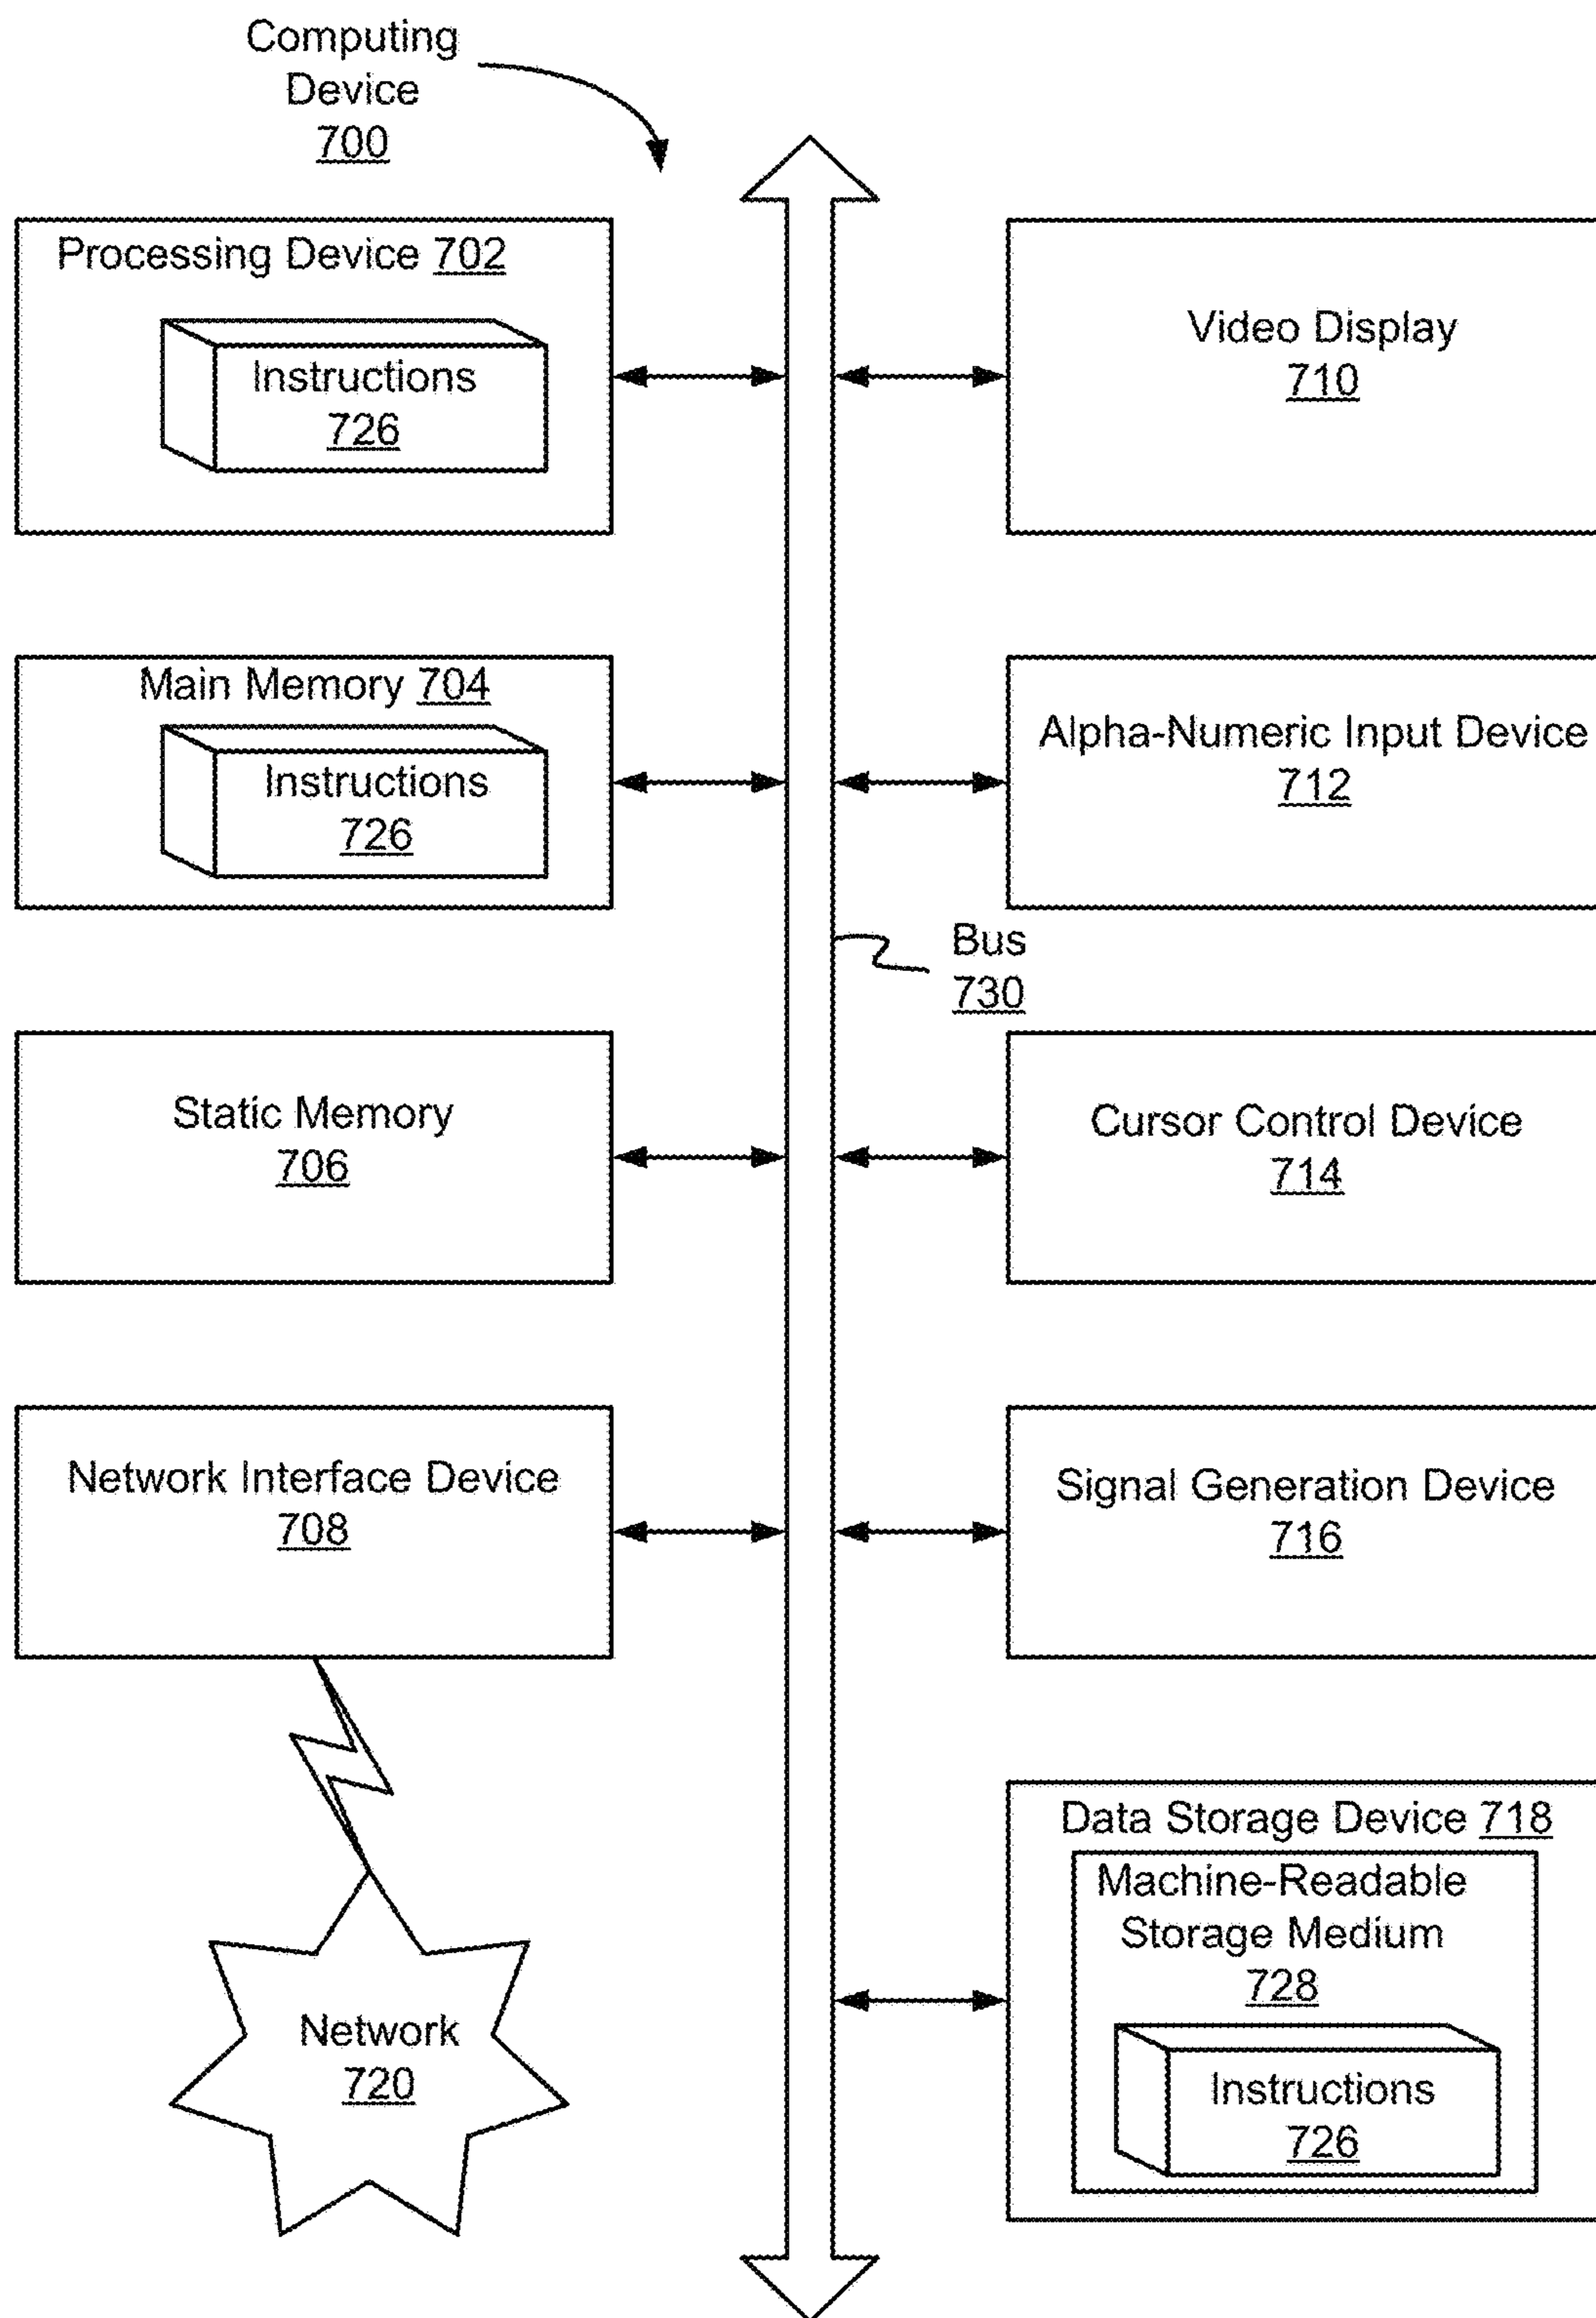 Computing
Device
700
Processing Device 702
Instructions
726
Video Display
710
Main Memory 704
Instructions
726
Alpha-Numeric Input Device
712
Bus
730
Static Memory
706
Cursor Control Device
714
Network Interface Device
708
Signal Generation Device
716
Data Storage Device 718
Machine-Readable
Storage Medium
728
Instructions
726
Network
720